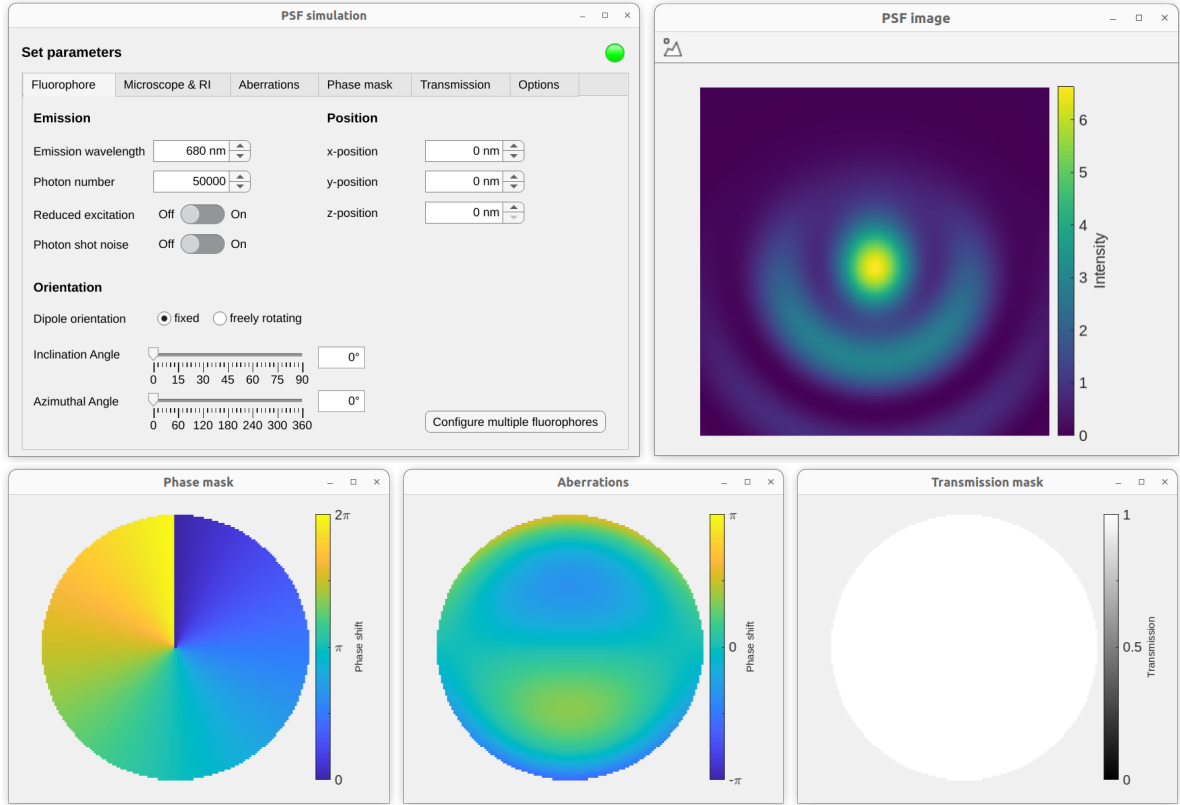 PSF simulation
Set parameters
Fluorophore Microscope & RI Aberrations Phase mask Transmission Options
Emission Position
Emission wavelength 680 nm x-position 0 nm
Photon number 50000 y-position 0 nm
Reduced excitation Off On z-position 0 nm
Photon shot noise Off On
Orientation
Dipole orientation fixed freely rotating
Inclination Angle 0°
0 15 30 45 60 75 90
Azimuthal Angle 0°
0 60 120 180 240 300 360
Configure multiple fluorophores
PSF image
6
5
4
3
2
1
0
Intensity
Phase mask
2π
π
0
Phase shift
Aberrations
π
0
-π
Phase shift
Transmission mask
1
0.5
0
Transmission